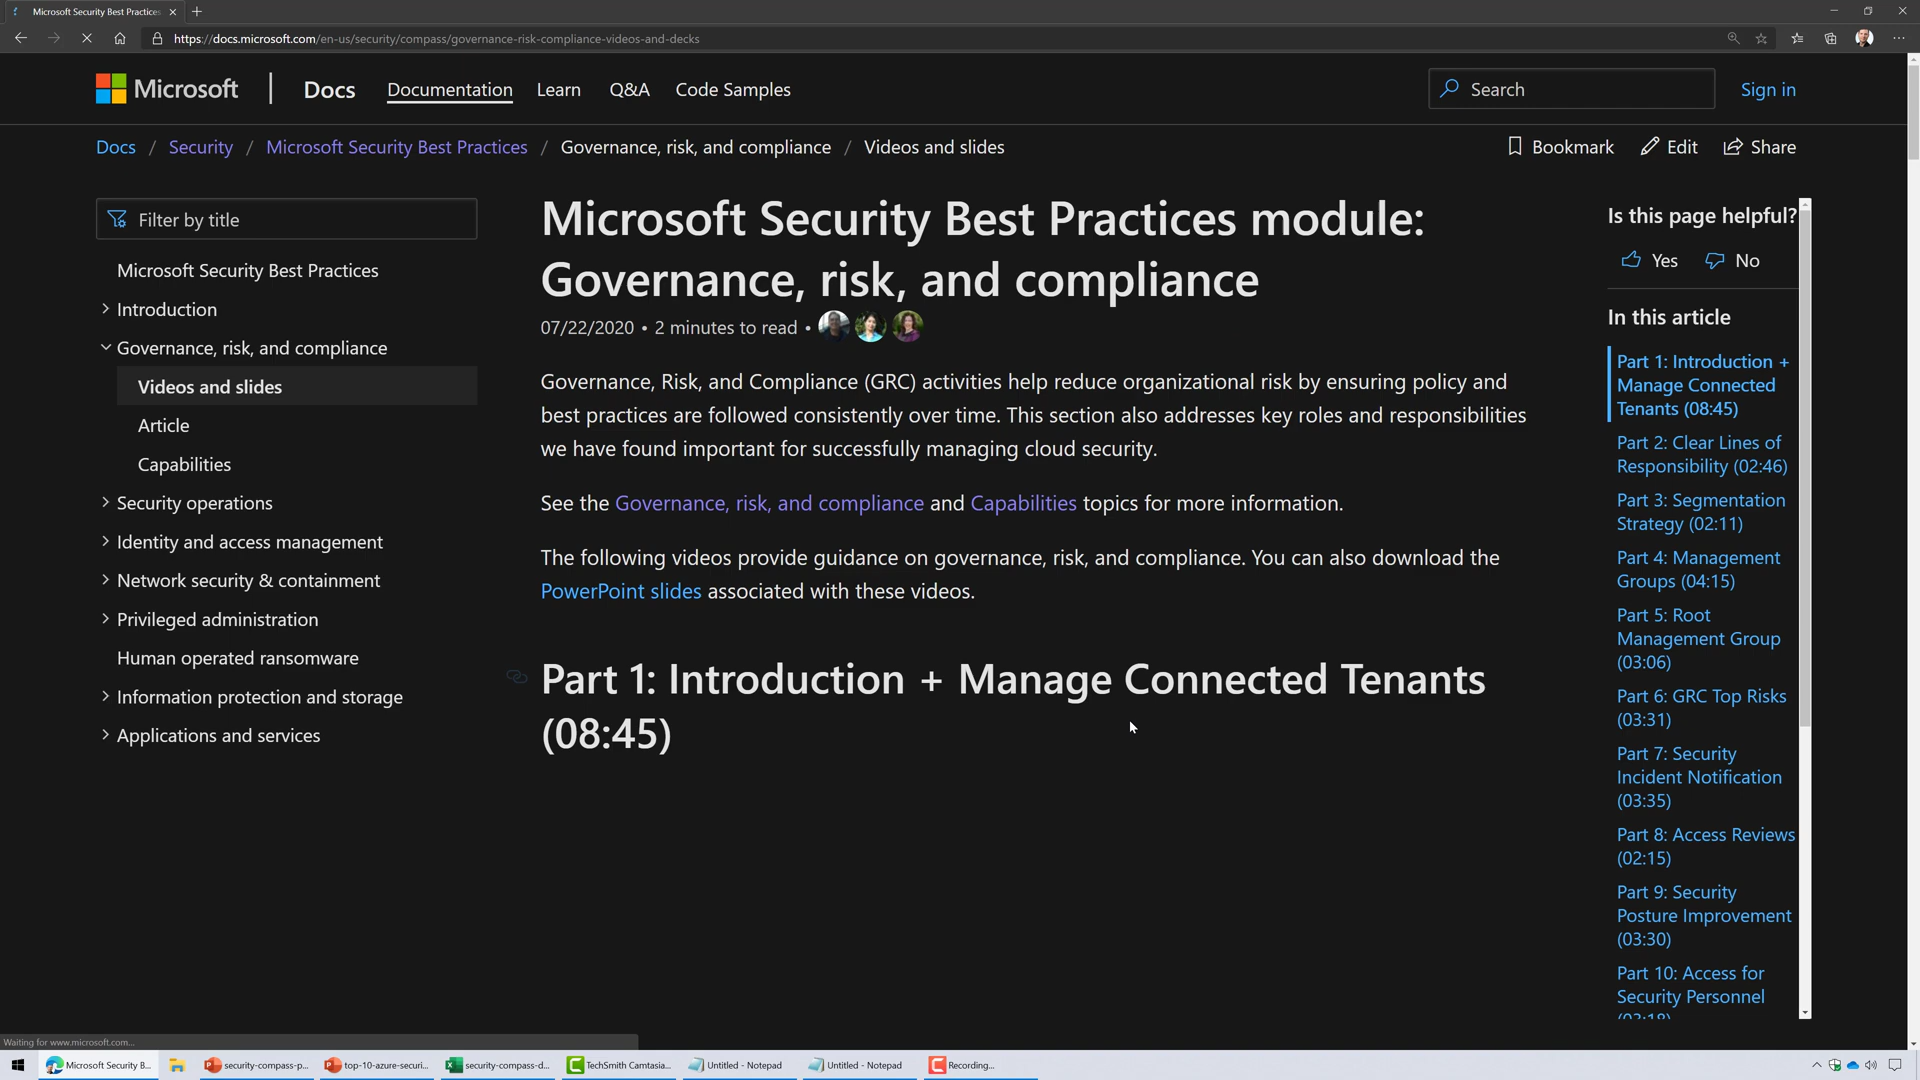 Microsoft Security Best Practices
https://docs.microsoft.com/en-us/security/compass/governance-risk-compliance-videos-and-decks
Microsoft
Docs
Documentation
Learn
Q&A
Code Samples
Search
Sign in
Docs / Security / Microsoft Security Best Practices / Governance, risk, and compliance / Videos and slides
Bookmark
Edit
Share
Filter by title
Microsoft Security Best Practices
Introduction
Governance, risk, and compliance
Videos and slides
Article
Capabilities
Security operations
Identity and access management
Network security & containment
Privileged administration
Human operated ransomware
Information protection and storage
Applications and services
Microsoft Security Best Practices module:
Governance, risk, and compliance
07/22/2020 • 2 minutes to read •
Governance, Risk, and Compliance (GRC) activities help reduce organizational risk by ensuring policy and
best practices are followed consistently over time. This section also addresses key roles and responsibilities
we have found important for successfully managing cloud security.
See the Governance, risk, and compliance and Capabilities topics for more information.
The following videos provide guidance on governance, risk, and compliance. You can also download the
PowerPoint slides associated with these videos.
Part 1: Introduction + Manage Connected Tenants
(08:45)
Is this page helpful?
Yes
No
In this article
Part 1: Introduction +
Manage Connected
Tenants (08:45)
Part 2: Clear Lines of
Responsibility (02:46)
Part 3: Segmentation
Strategy (02:11)
Part 4: Management
Groups (04:15)
Part 5: Root
Management Group
(03:06)
Part 6: GRC Top Risks
(03:31)
Part 7: Security
Incident Notification
(03:35)
Part 8: Access Reviews
(02:15)
Part 9: Security
Posture Improvement
(03:30)
Part 10: Access for
Security Personnel
(03:18)
Waiting for www.microsoft.com...
Microsoft Security B...
security-compass-p...
top-10-azure-securi...
security-compass-d...
TechSmith Camtasia...
Untitled - Notepad
Untitled - Notepad
Recording...